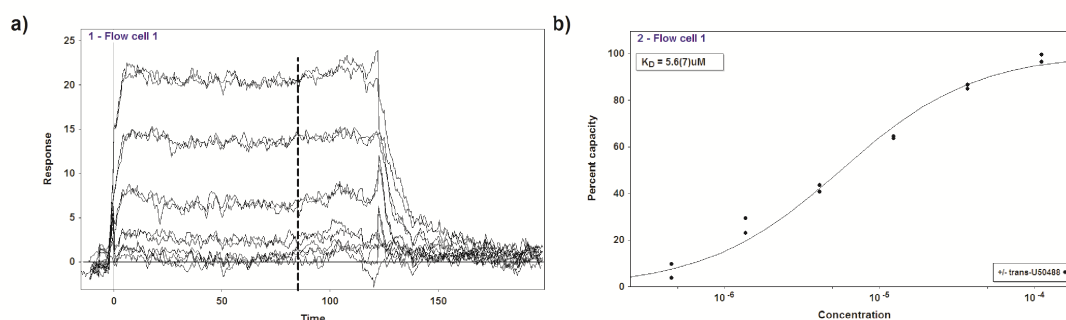 a)
1 - Flow cell 1
Response
25
20
15
10
5
0
0
50
100
150
Time
b)
2 - Flow cell 1
K_D = 5.6(7)uM
Percent capacity
100
80
60
40
20
0
+/- trans-U50488
10⁻⁶
10⁻⁵
10⁻⁴
Concentration